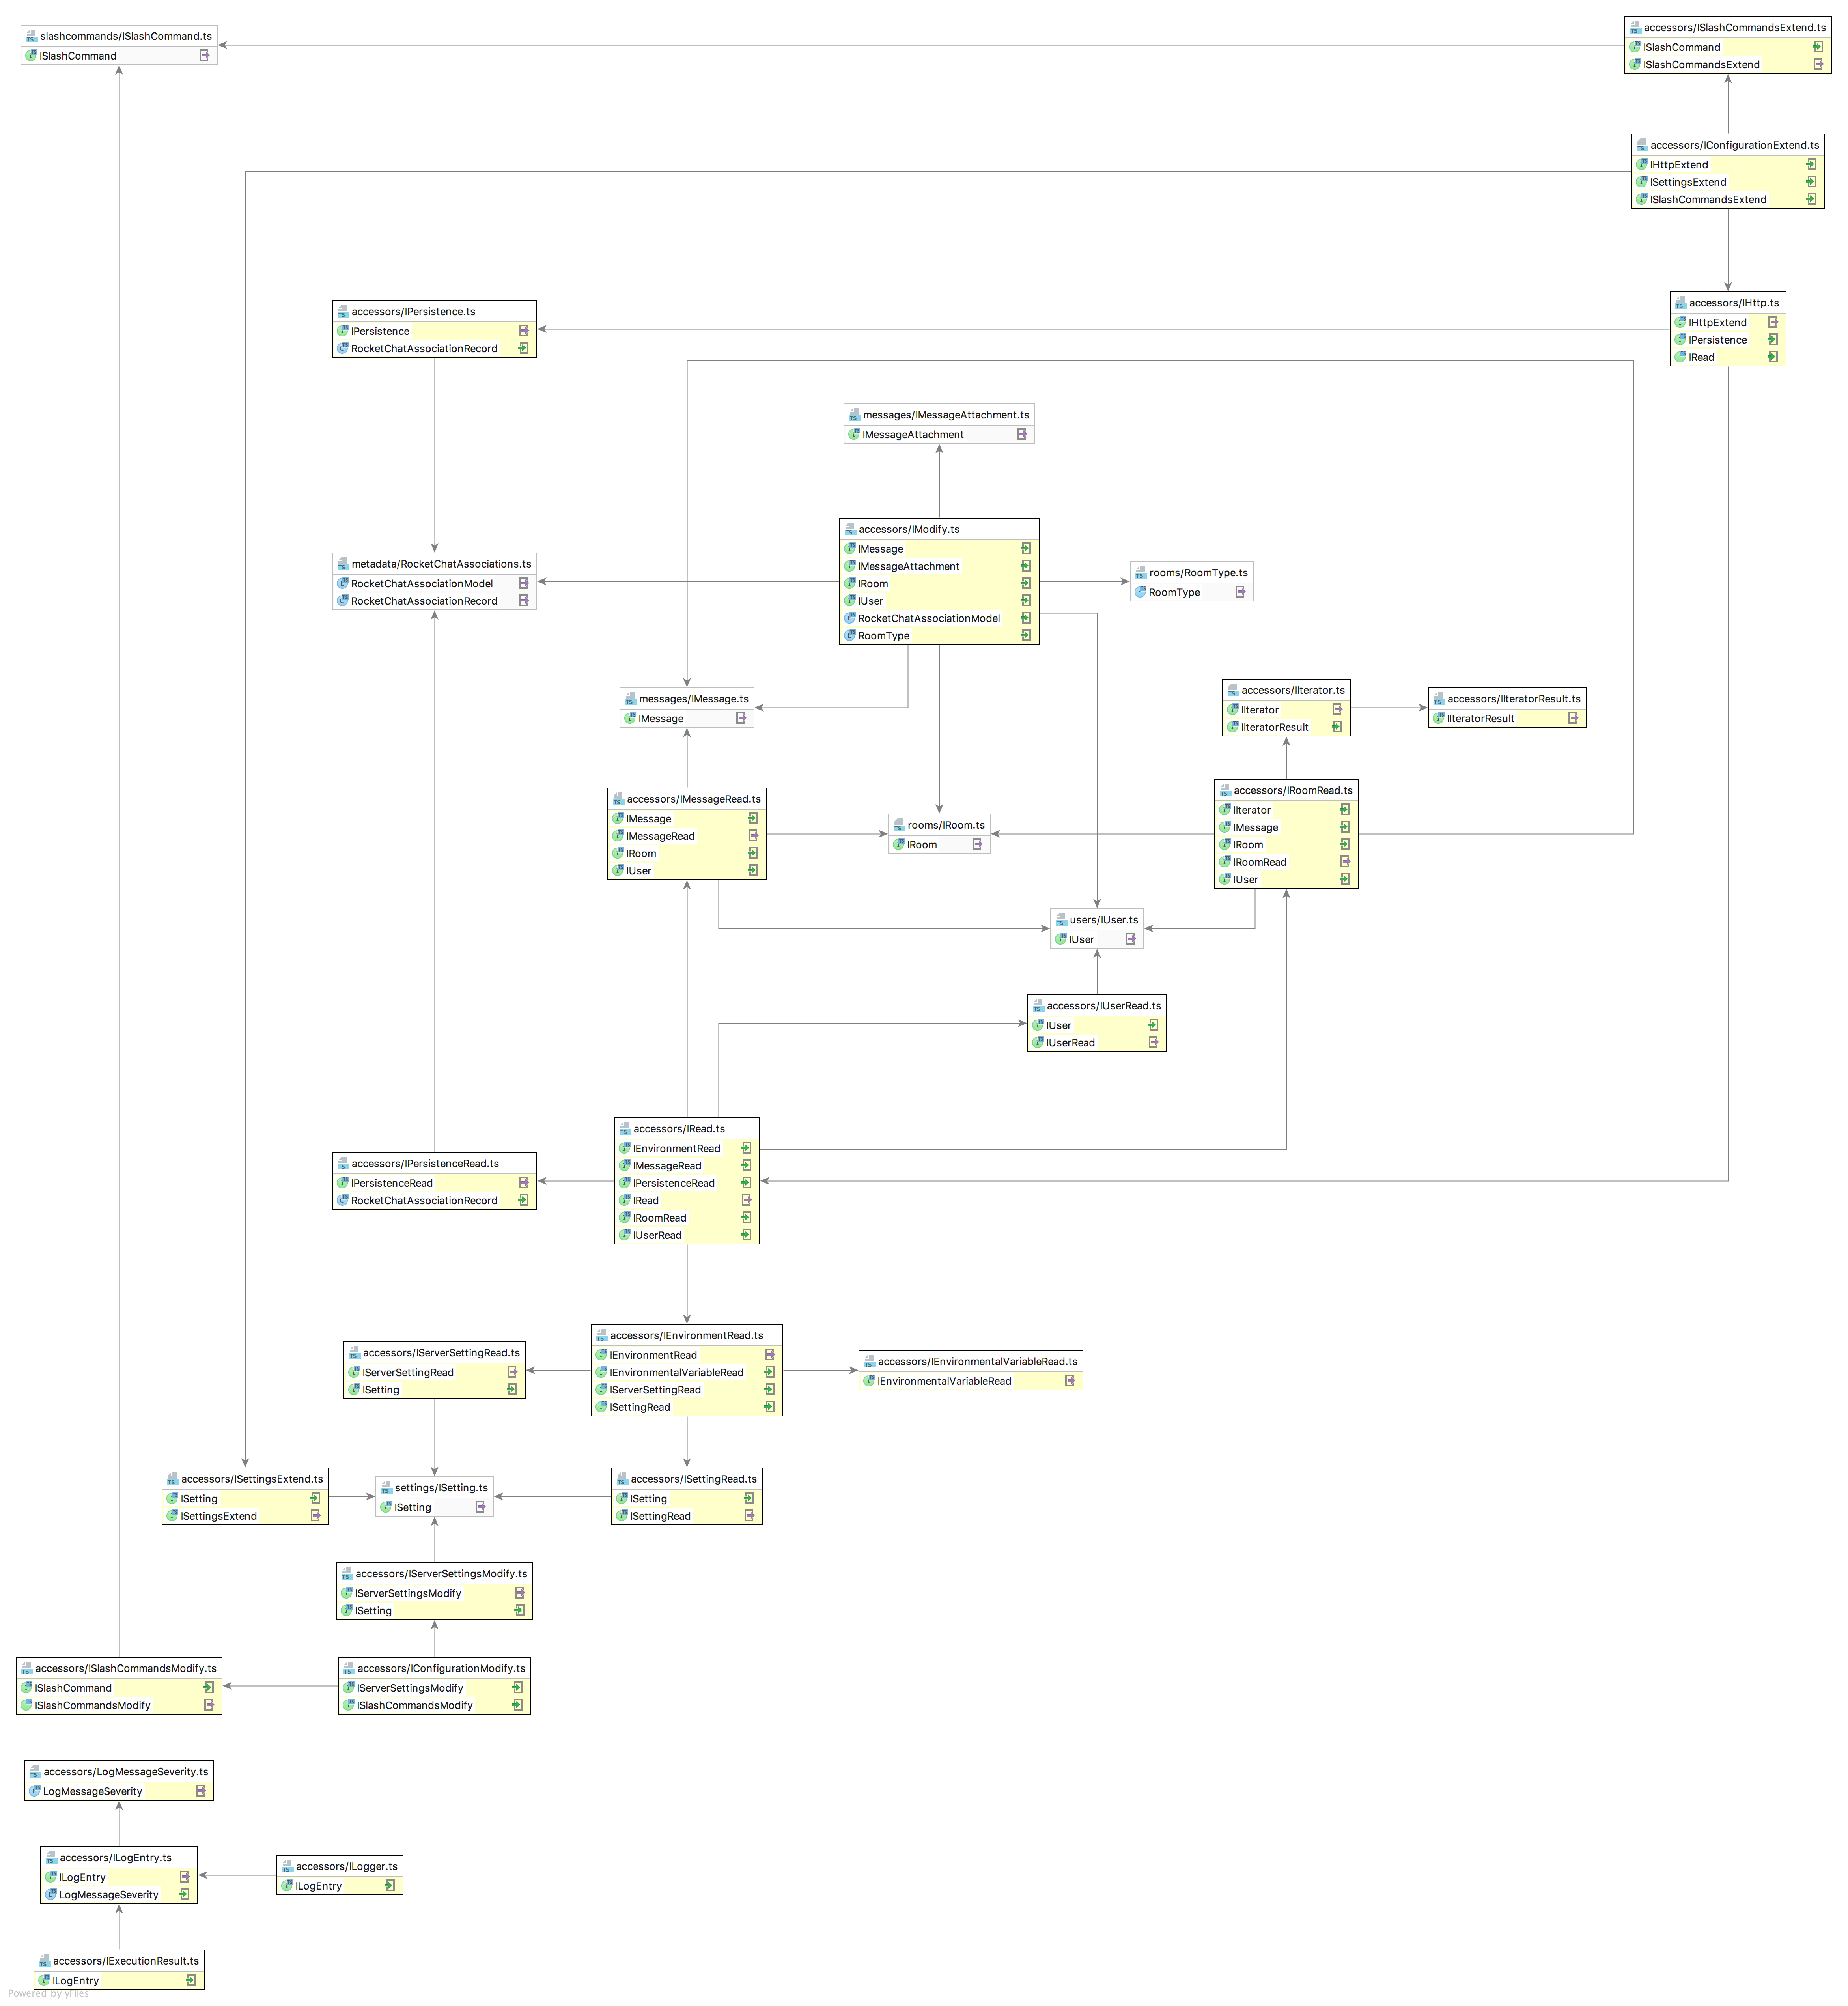 slashcommands/ISlashCommand.ts
ISlashCommand
accessors/ISlashCommandsExtend.ts
ISlashCommand
ISlashCommandsExtend
accessors/IConfigurationExtend.ts
IHttpExtend
ISettingsExtend
ISlashCommandsExtend
accessors/IHttp.ts
IHttpExtend
IPersistence
IRead
accessors/IPersistence.ts
IPersistence
RocketChatAssociationRecord
messages/IMessageAttachment.ts
IMessageAttachment
accessors/IModify.ts
IMessage
IMessageAttachment
IRoom
IUser
RocketChatAssociationModel
RoomType
metadata/RocketChatAssociations.ts
RocketChatAssociationModel
RocketChatAssociationRecord
rooms/RoomType.ts
RoomType
messages/IMessage.ts
IMessage
accessors/IIterator.ts
IIterator
IIteratorResult
accessors/IIteratorResult.ts
IIteratorResult
accessors/IMessageRead.ts
IMessage
IMessageRead
IRoom
IUser
rooms/IRoom.ts
IRoom
accessors/IRoomRead.ts
IIterator
IMessage
IRoom
IRoomRead
IUser
users/IUser.ts
IUser
accessors/IUserRead.ts
IUser
IUserRead
accessors/IRead.ts
IEnvironmentRead
IMessageRead
IPersistenceRead
IRead
IRoomRead
IUserRead
accessors/IPersistenceRead.ts
IPersistenceRead
RocketChatAssociationRecord
accessors/IEnvironmentRead.ts
IEnvironmentRead
IEnvironmentalVariableRead
IServerSettingRead
ISettingRead
accessors/IServerSettingRead.ts
IServerSettingRead
ISetting
accessors/IEnvironmentalVariableRead.ts
IEnvironmentalVariableRead
accessors/ISettingsExtend.ts
ISetting
ISettingsExtend
settings/ISetting.ts
ISetting
accessors/ISettingRead.ts
ISetting
ISettingRead
accessors/IServerSettingsModify.ts
IServerSettingsModify
ISetting
accessors/ISlashCommandsModify.ts
ISlashCommand
ISlashCommandsModify
accessors/IConfigurationModify.ts
IServerSettingsModify
ISlashCommandsModify
accessors/LogMessageSeverity.ts
LogMessageSeverity
accessors/ILogEntry.ts
ILogEntry
LogMessageSeverity
accessors/ILogger.ts
ILogEntry
accessors/IExecutionResult.ts
ILogEntry
Powered by yFiles